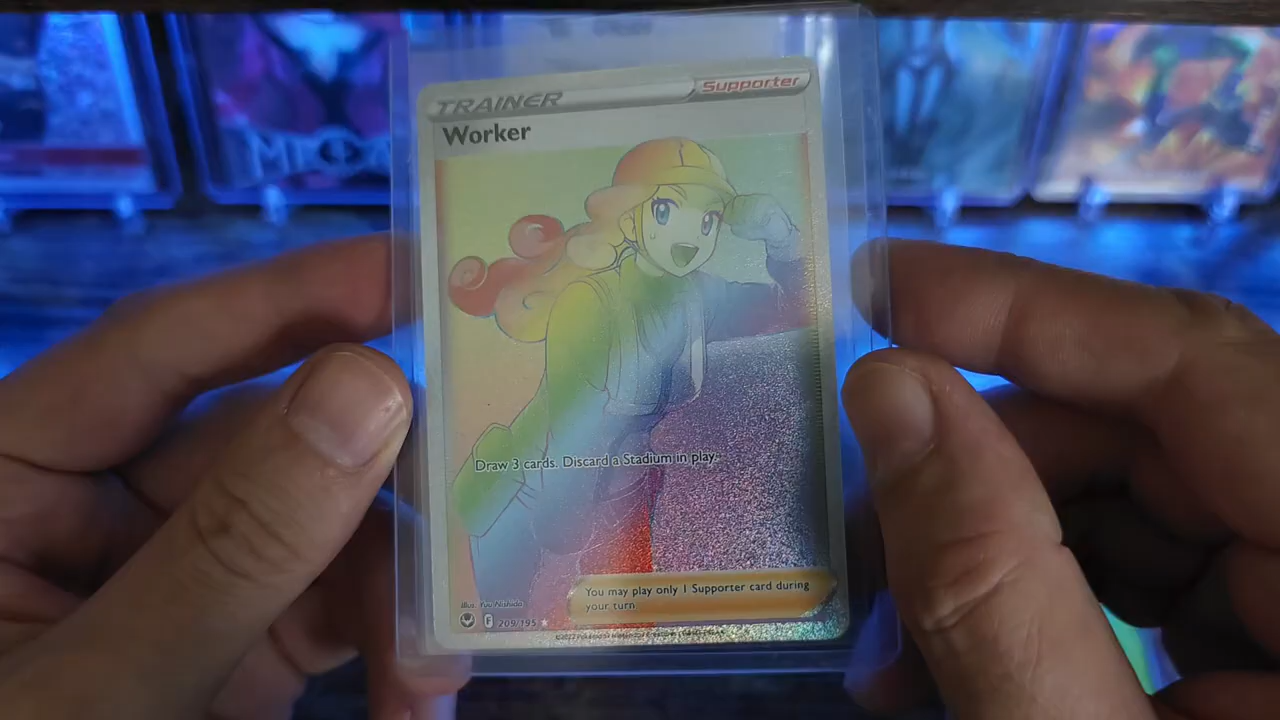 TRAINER
Supporter
Worker
Draw 3 cards. Discard a Stadium in play.
You may play only 1 Supporter card during
your turn
Illus. Yuu Nishida
F 209/195